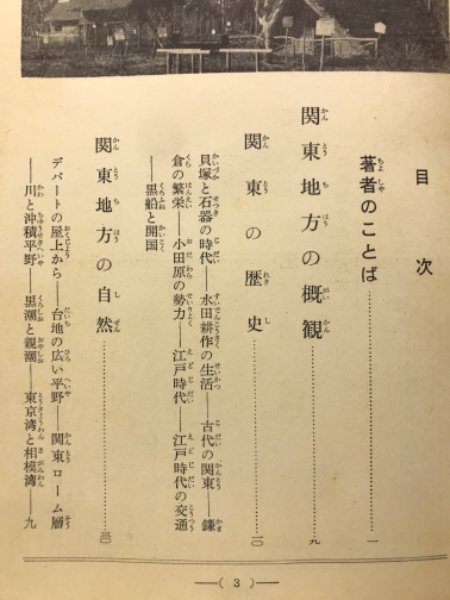 目次
著者のことば……………一
関東地方の概観……………九
関東の歴史……………一〇
貝塚と石器の時代――水田耕作の生活――古代の関東――鎌
倉の繁栄――小田原の勢力――江戸時代――江戸時代の交通
――黒船と開国
関東地方の自然……………三〇
デパートの屋上から――台地の広い平野――関東ローム層
――川と沖積平野――黒潮と親潮――東京湾と相模湾――九
―( 3 )―